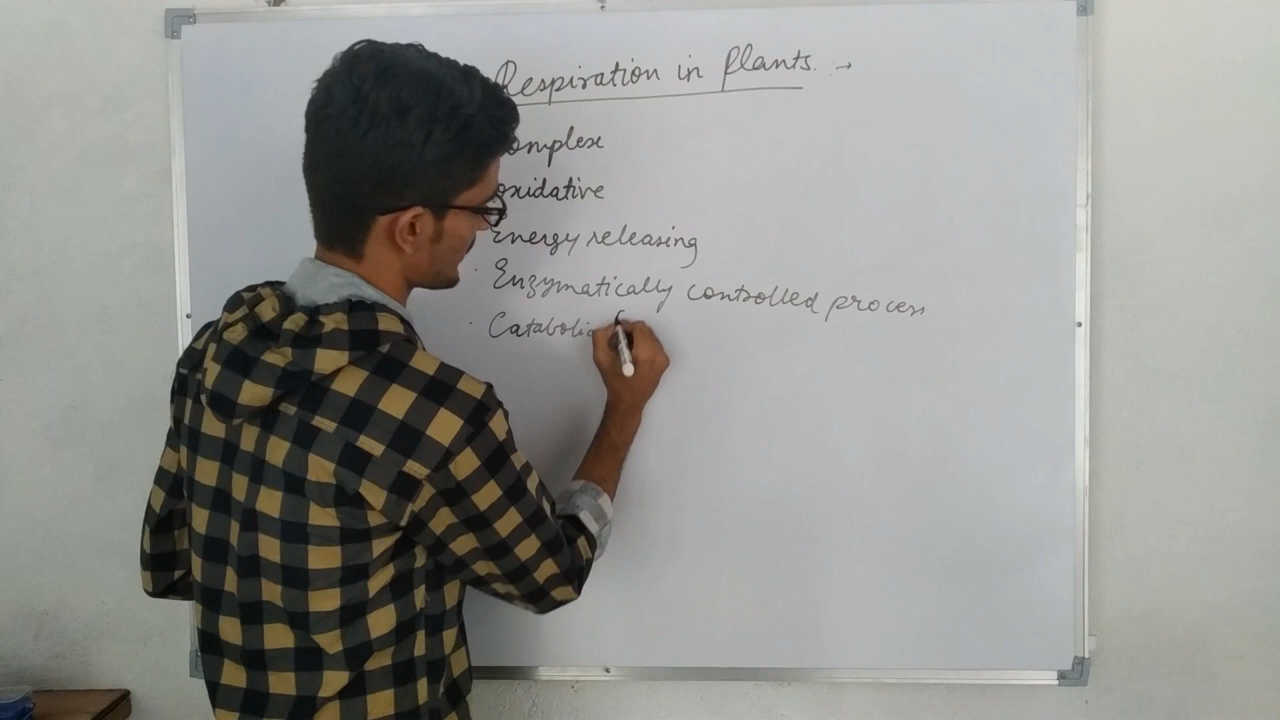 Respiration in Plants. →
Complex
oxidative
Energy releasing
· Enzymatically controlled process
· Catabolic